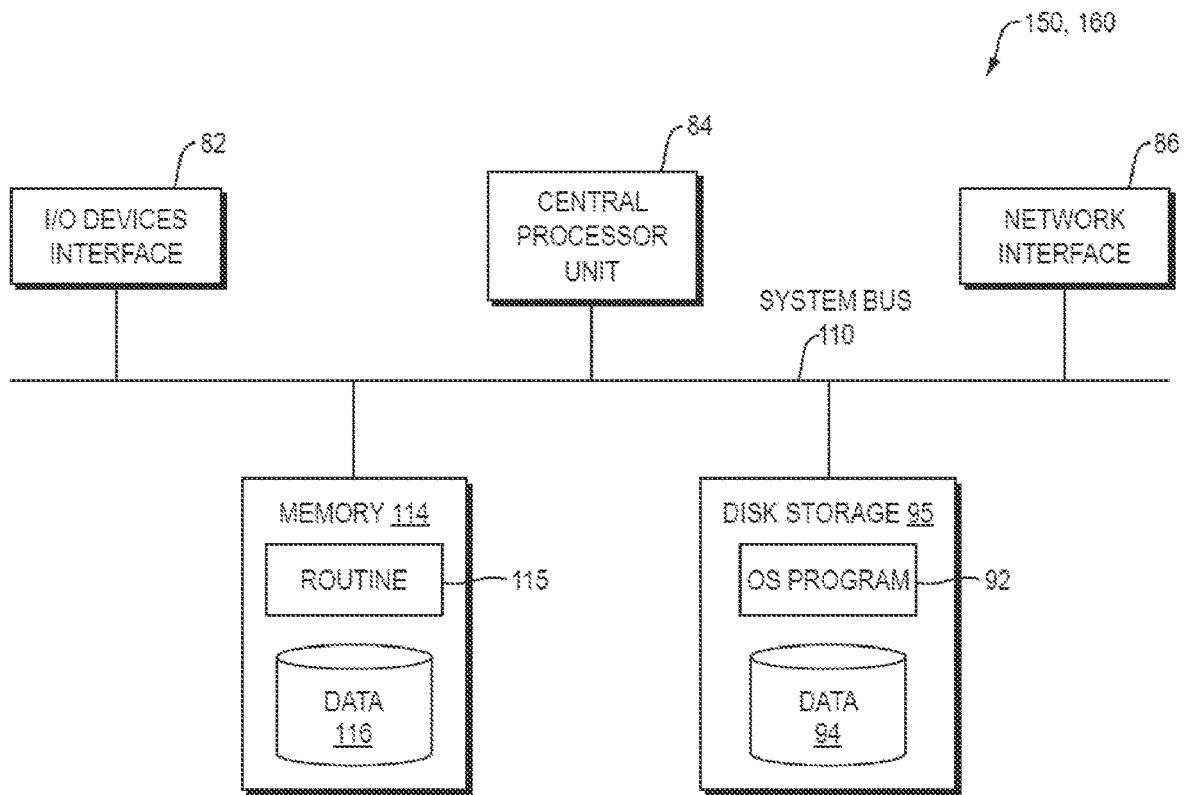 150, 160
82
84
86
I/O DEVICES
INTERFACE
CENTRAL
PROCESSOR
UNIT
NETWORK
INTERFACE
SYSTEM BUS
110
MEMORY 114
ROUTINE
115
DATA
116
DISK STORAGE 95
OS PROGRAM
92
DATA
94